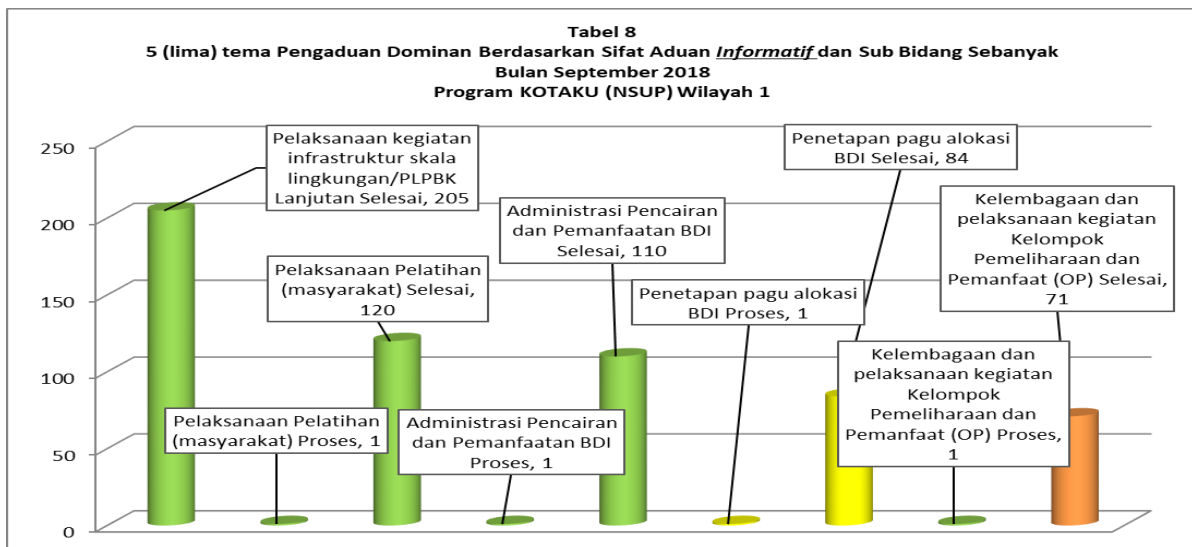 Tabel 8
5 (lima) tema Pengaduan Dominan Berdasarkan Sifat Aduan Informatif dan Sub Bidang Sebanyak
Bulan September 2018
Program KOTAKU (NSUP) Wilayah 1
250
200
150
100
50
0
Pelaksanaan kegiatan
infrastruktur skala
lingkungan/PLPBK
Lanjutan Selesai, 205
Pelaksanaan Pelatihan
(masyarakat) Proses, 1
Pelaksanaan Pelatihan
(masyarakat) Selesai,
120
Administrasi Pencairan
dan Pemanfaatan BDI
Proses, 1
Administrasi Pencairan
dan Pemanfaatan BDI
Selesai, 110
Penetapan pagu alokasi
BDI Proses, 1
Penetapan pagu alokasi
BDI Selesai, 84
Kelembagaan dan
pelaksanaan kegiatan
Kelompok
Pemeliharaan dan
Pemanfaat (OP) Proses,
1
Kelembagaan dan
pelaksanaan kegiatan
Kelompok
Pemeliharaan dan
Pemanfaat (OP) Selesai,
71